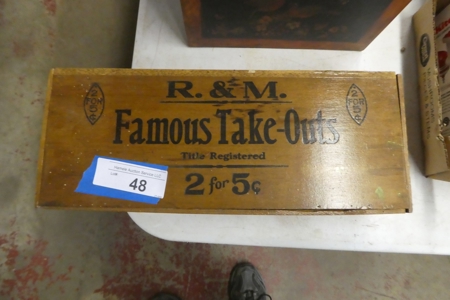 R. & M.
Famous Take-Outs
Title Registered
2 for 5¢
48